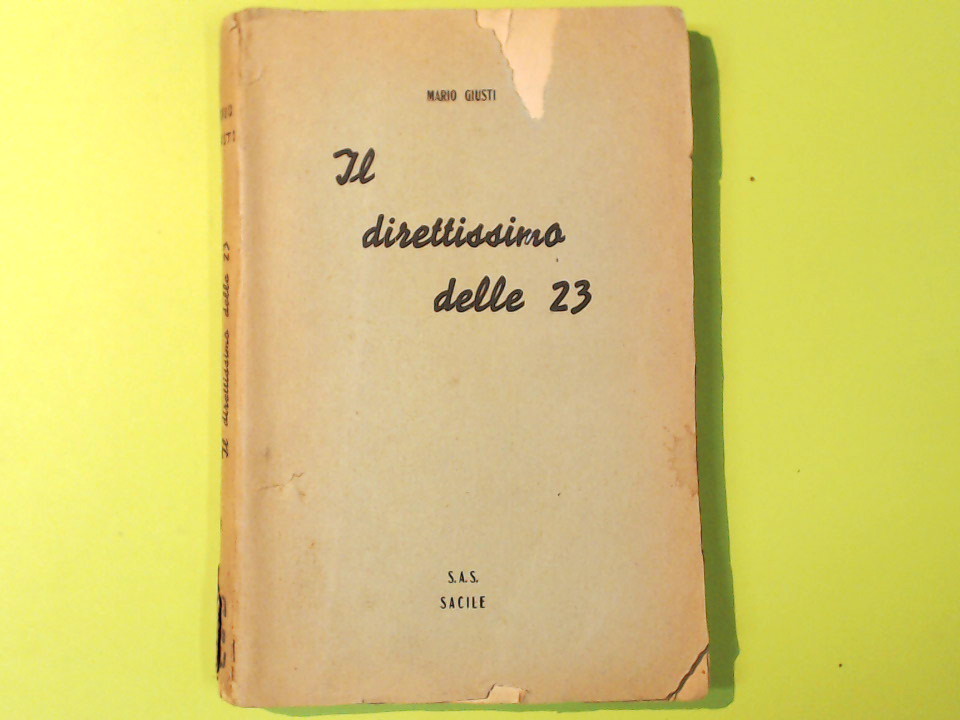 MARIO GIUSTI
Il
direttissimo
delle 23
S.A.S.
SACILE
Il direttissimo delle 23